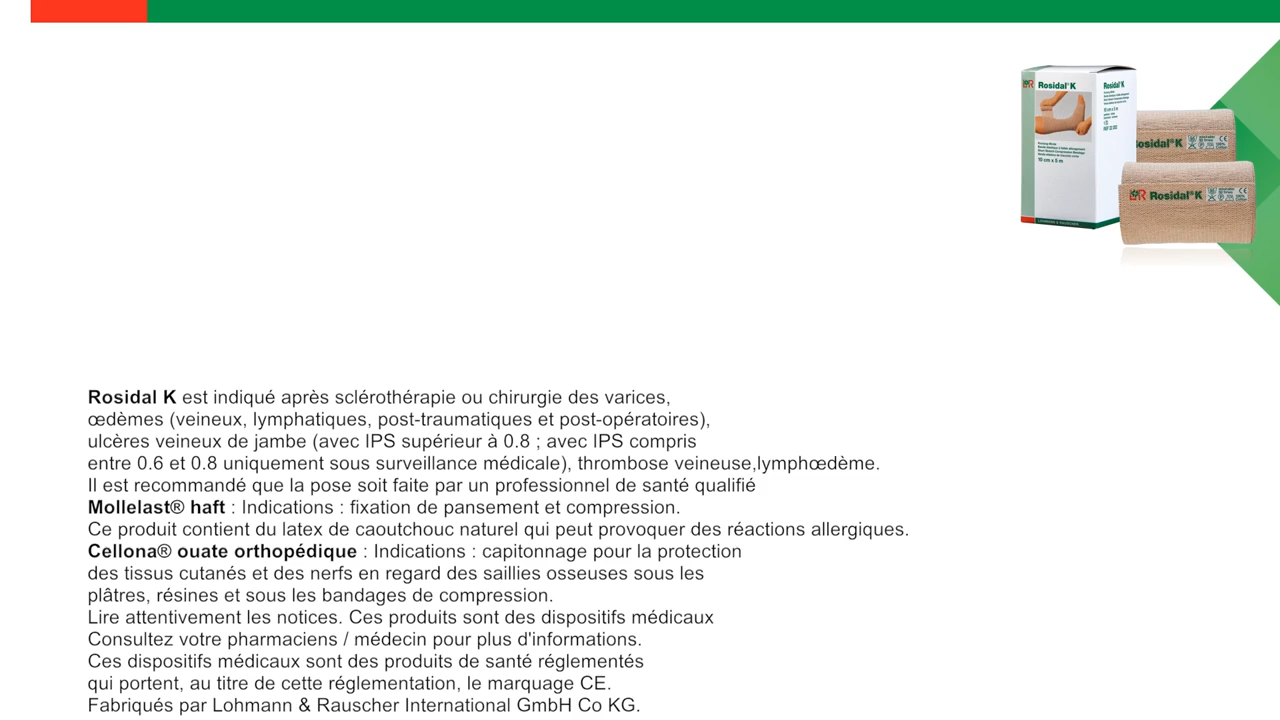 L&R Rosidal® K
Rosidal® K
10 cm x 5 m
LOHMANN & RAUSCHER
Rosidal® K
L&R Rosidal® K
Rosidal K est indiqué après sclérothérapie ou chirurgie des varices,
œdèmes (veineux, lymphatiques, post-traumatiques et post-opératoires),
ulcères veineux de jambe (avec IPS supérieur à 0.8 ; avec IPS compris
entre 0.6 et 0.8 uniquement sous surveillance médicale), thrombose veineuse,lymphœdème.
Il est recommandé que la pose soit faite par un professionnel de santé qualifié
Mollelast® haft : Indications : fixation de pansement et compression.
Ce produit contient du latex de caoutchouc naturel qui peut provoquer des réactions allergiques.
Cellona® ouate orthopédique : Indications : capitonnage pour la protection
des tissus cutanés et des nerfs en regard des saillies osseuses sous les
plâtres, résines et sous les bandages de compression.
Lire attentivement les notices. Ces produits sont des dispositifs médicaux
Consultez votre pharmaciens / médecin pour plus d'informations.
Ces dispositifs médicaux sont des produits de santé réglementés
qui portent, au titre de cette réglementation, le marquage CE.
Fabriqués par Lohmann & Rauscher International GmbH Co KG.